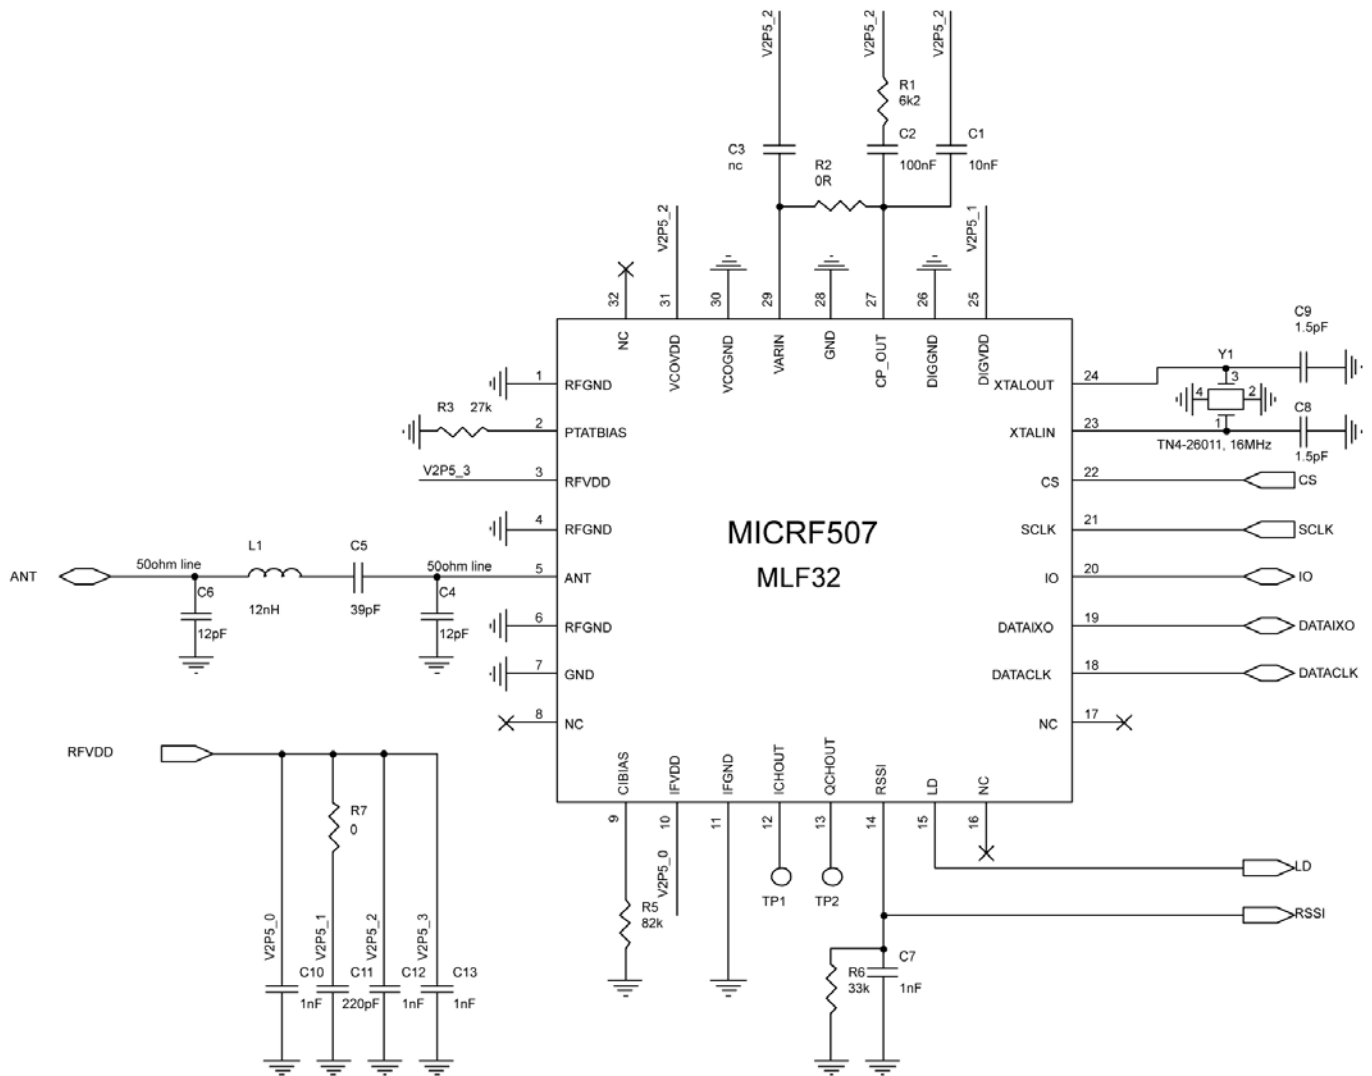 V2P5_2
V2P5_2
V2P5_2
R1
6k2
C3
nc
R2
0R
C2
100nF
C1
10nF
V2P5_2
V2P5_1
32
31
30
29
28
27
26
25
NC
VCOVDD
VCOGND
VARIN
GND
CP_OUT
DIGGND
DIGVDD
1
RFGND
R3
27k
2
PTATBIAS
V2P5_3
3
RFVDD
4
RFGND
ANT
50ohm line
L1
12nH
C5
39pF
50ohm line
C6
12pF
C4
12pF
5
ANT
6
RFGND
7
GND
8
NC
MICRF507
MLF32
XTALOUT
24
XTALIN
23
C9
1.5pF
Y1
3
4
2
1
TN4-26011, 16MHz
C8
1.5pF
CS
22
CS
SCLK
21
SCLK
IO
20
IO
DATAIXO
19
DATAIXO
DATACLK
18
DATACLK
NC
17
CIBIAS
IFVDD
IFGND
ICHOUT
QCHOUT
RSSI
LD
NC
9
10
11
12
13
14
15
16
V2P5_0
R5
82k
TP1
TP2
LD
RSSI
R6
33k
C7
1nF
RFVDD
R7
0
V2P5_0
V2P5_1
V2P5_2
V2P5_3
C10
1nF
C11
220pF
C12
1nF
C13
1nF